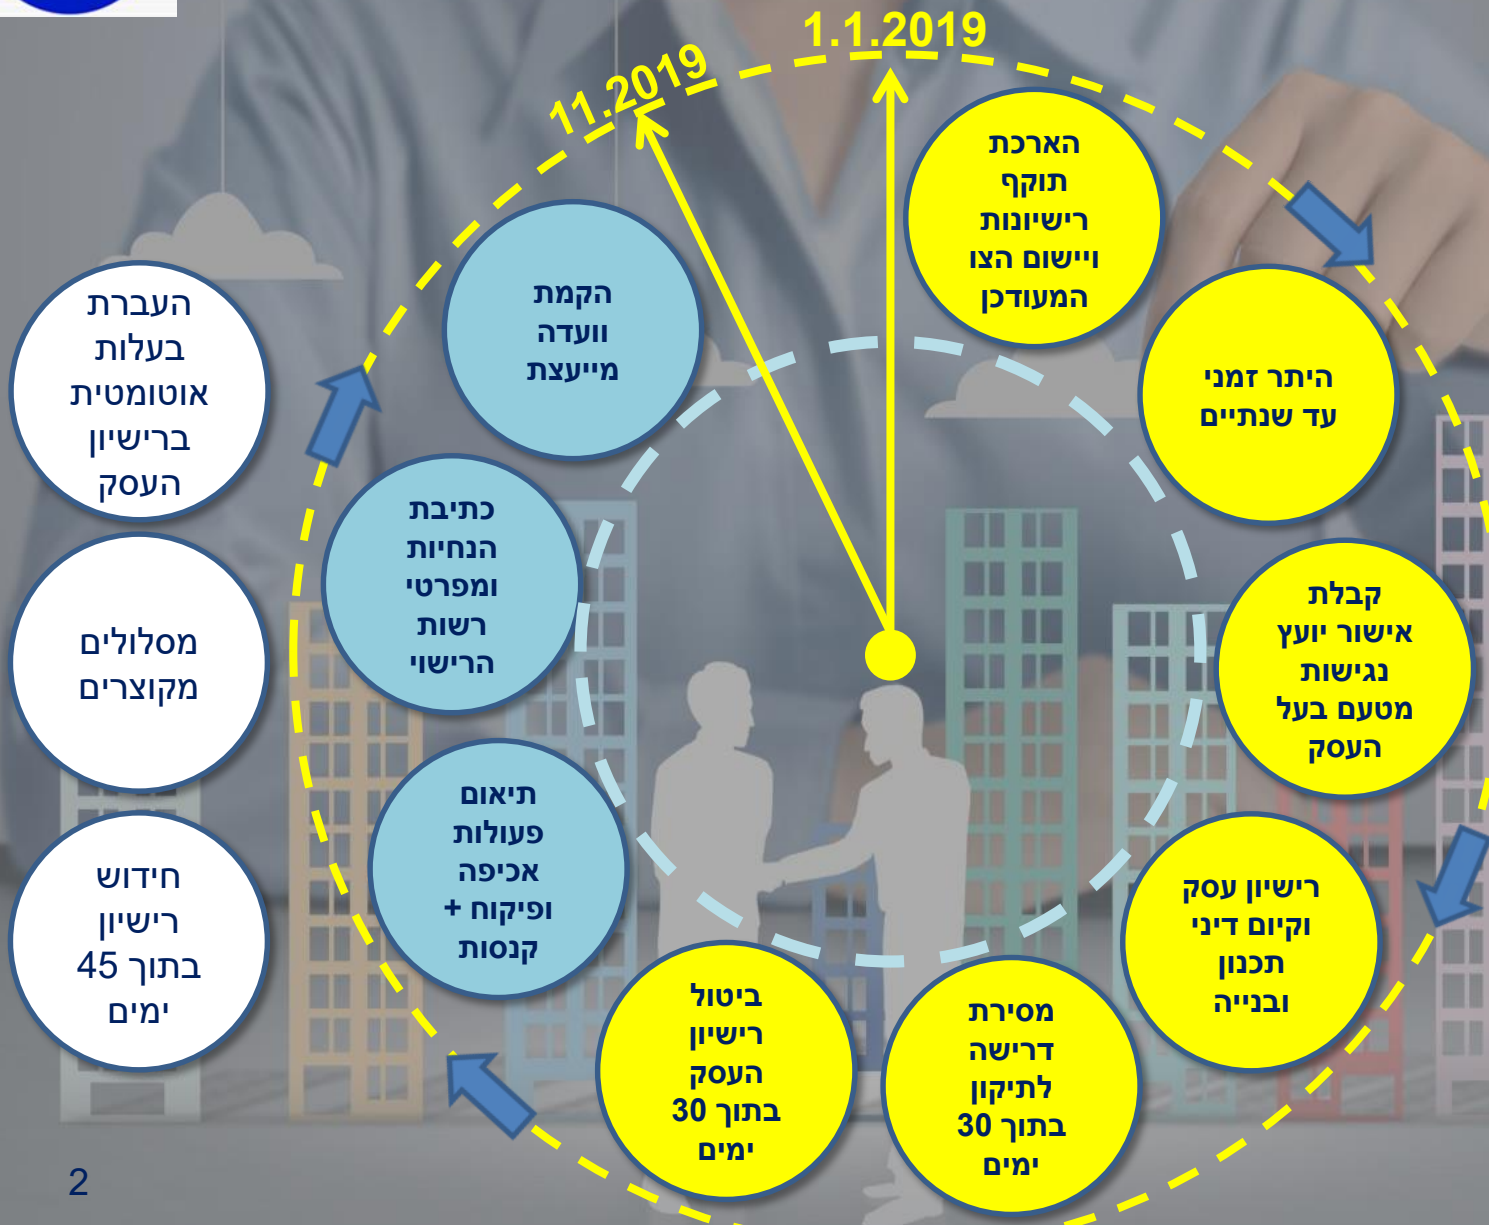 1.1.2019
11.2019
הארכת
תוקף
רישיונות
ויישום הצו
המעודכן
היתר זמני
עד שנתיים
קבלת
אישור יועץ
נגישות
מטעם בעל
העסק
רישיון עסק
וקיום דיני
תכנון
ובנייה
מסירת
דרישה
לתיקון
בתוך 30
ימים
ביטול
רישיון
העסק
בתוך 30
ימים
תיאום
פעולות
אכיפה
ופיקוח +
קנסות
כתיבת
הנחיות
ומפרטי
רשות
הרישוי
הקמת
וועדה
מייעצת
העברת
בעלות
אוטומטית
ברישיון
העסק
מסלולים
מקוצרים
חידוש
רישיון
בתוך 45
ימים
2